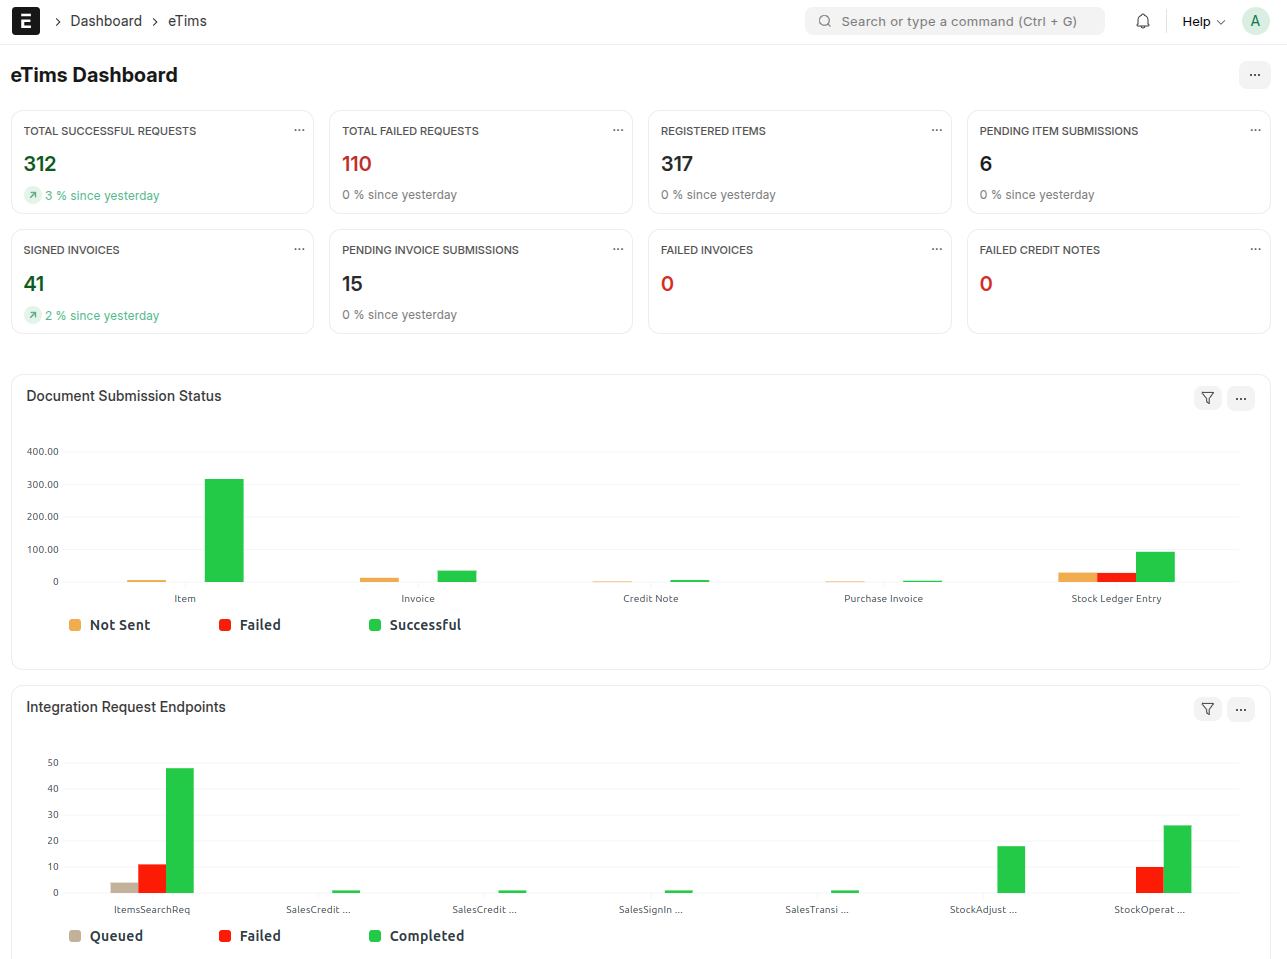 Dashboard eTims
Search or type a command (Ctrl + G)
Help
A
eTims Dashboard
TOTAL SUCCESSFUL REQUESTS
312
3 % since yesterday
TOTAL FAILED REQUESTS
110
0 % since yesterday
REGISTERED ITEMS
317
0 % since yesterday
PENDING ITEM SUBMISSIONS
6
0 % since yesterday
SIGNED INVOICES
41
2 % since yesterday
PENDING INVOICE SUBMISSIONS
15
0 % since yesterday
FAILED INVOICES
0
FAILED CREDIT NOTES
0
Document Submission Status
400.00
300.00
200.00
100.00
0
Item Invoice Credit Note Purchase Invoice Stock Ledger Entry
Not Sent Failed Successful
Integration Request Endpoints
50
40
30
20
10
0
ItemsSearchReq SalesCredit ... SalesCredit ... SalesSignIn ... SalesTransi ... StockAdjust ... StockOperat ...
Queued Failed Completed